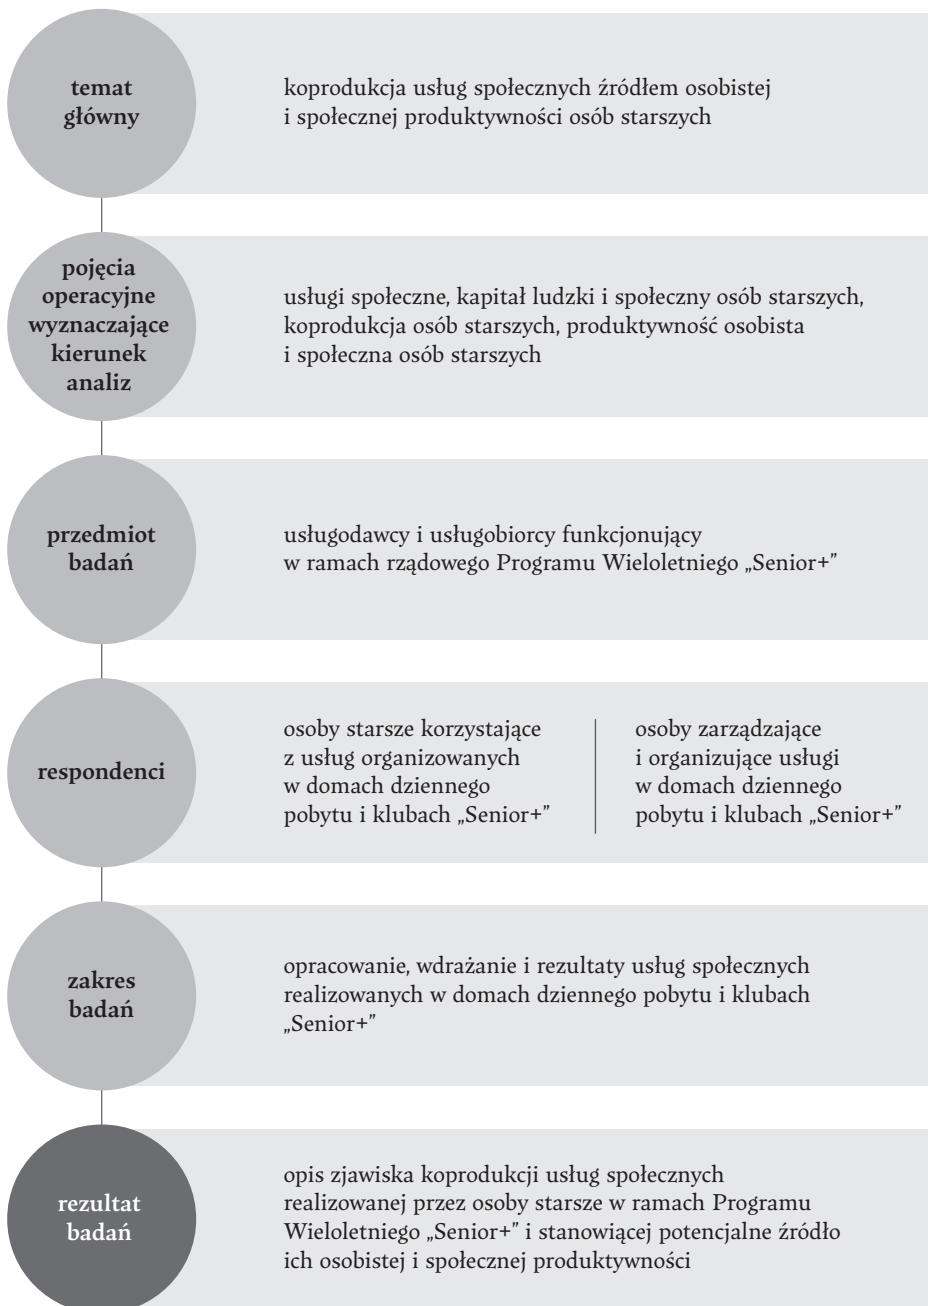 temat
główny
koprodukcja usług społecznych źródłem osobistej
i społecznej produktywności osób starszych
pojęcia
operacyjne
wyznaczające
kierunek
analiz
usługi społeczne, kapitał ludzki i społeczny osób starszych,
koprodukcja osób starszych, produktywność osobista
i społeczna osób starszych
przedmiot
badań
usługodawcy i usługobiorcy funkcjonujący
w ramach rządowego Programu Wieloletniego „Senior+”
respondenci
osoby starsze korzystające
z usług organizowanych
w domach dziennego
pobytu i klubach „Senior+”
osoby zarządzające
i organizujące usługi
w domach dziennego
pobytu i klubach „Senior+”
zakres
badań
opracowanie, wdrażanie i rezultaty usług społecznych
realizowanych w domach dziennego pobytu i klubach
„Senior+”
rezultat
badań
opis zjawiska koprodukcji usług społecznych
realizowanej przez osoby starsze w ramach Programu
Wieloletniego „Senior+” i stanowiącej potencjalne źródło
ich osobistej i społecznej produktywności